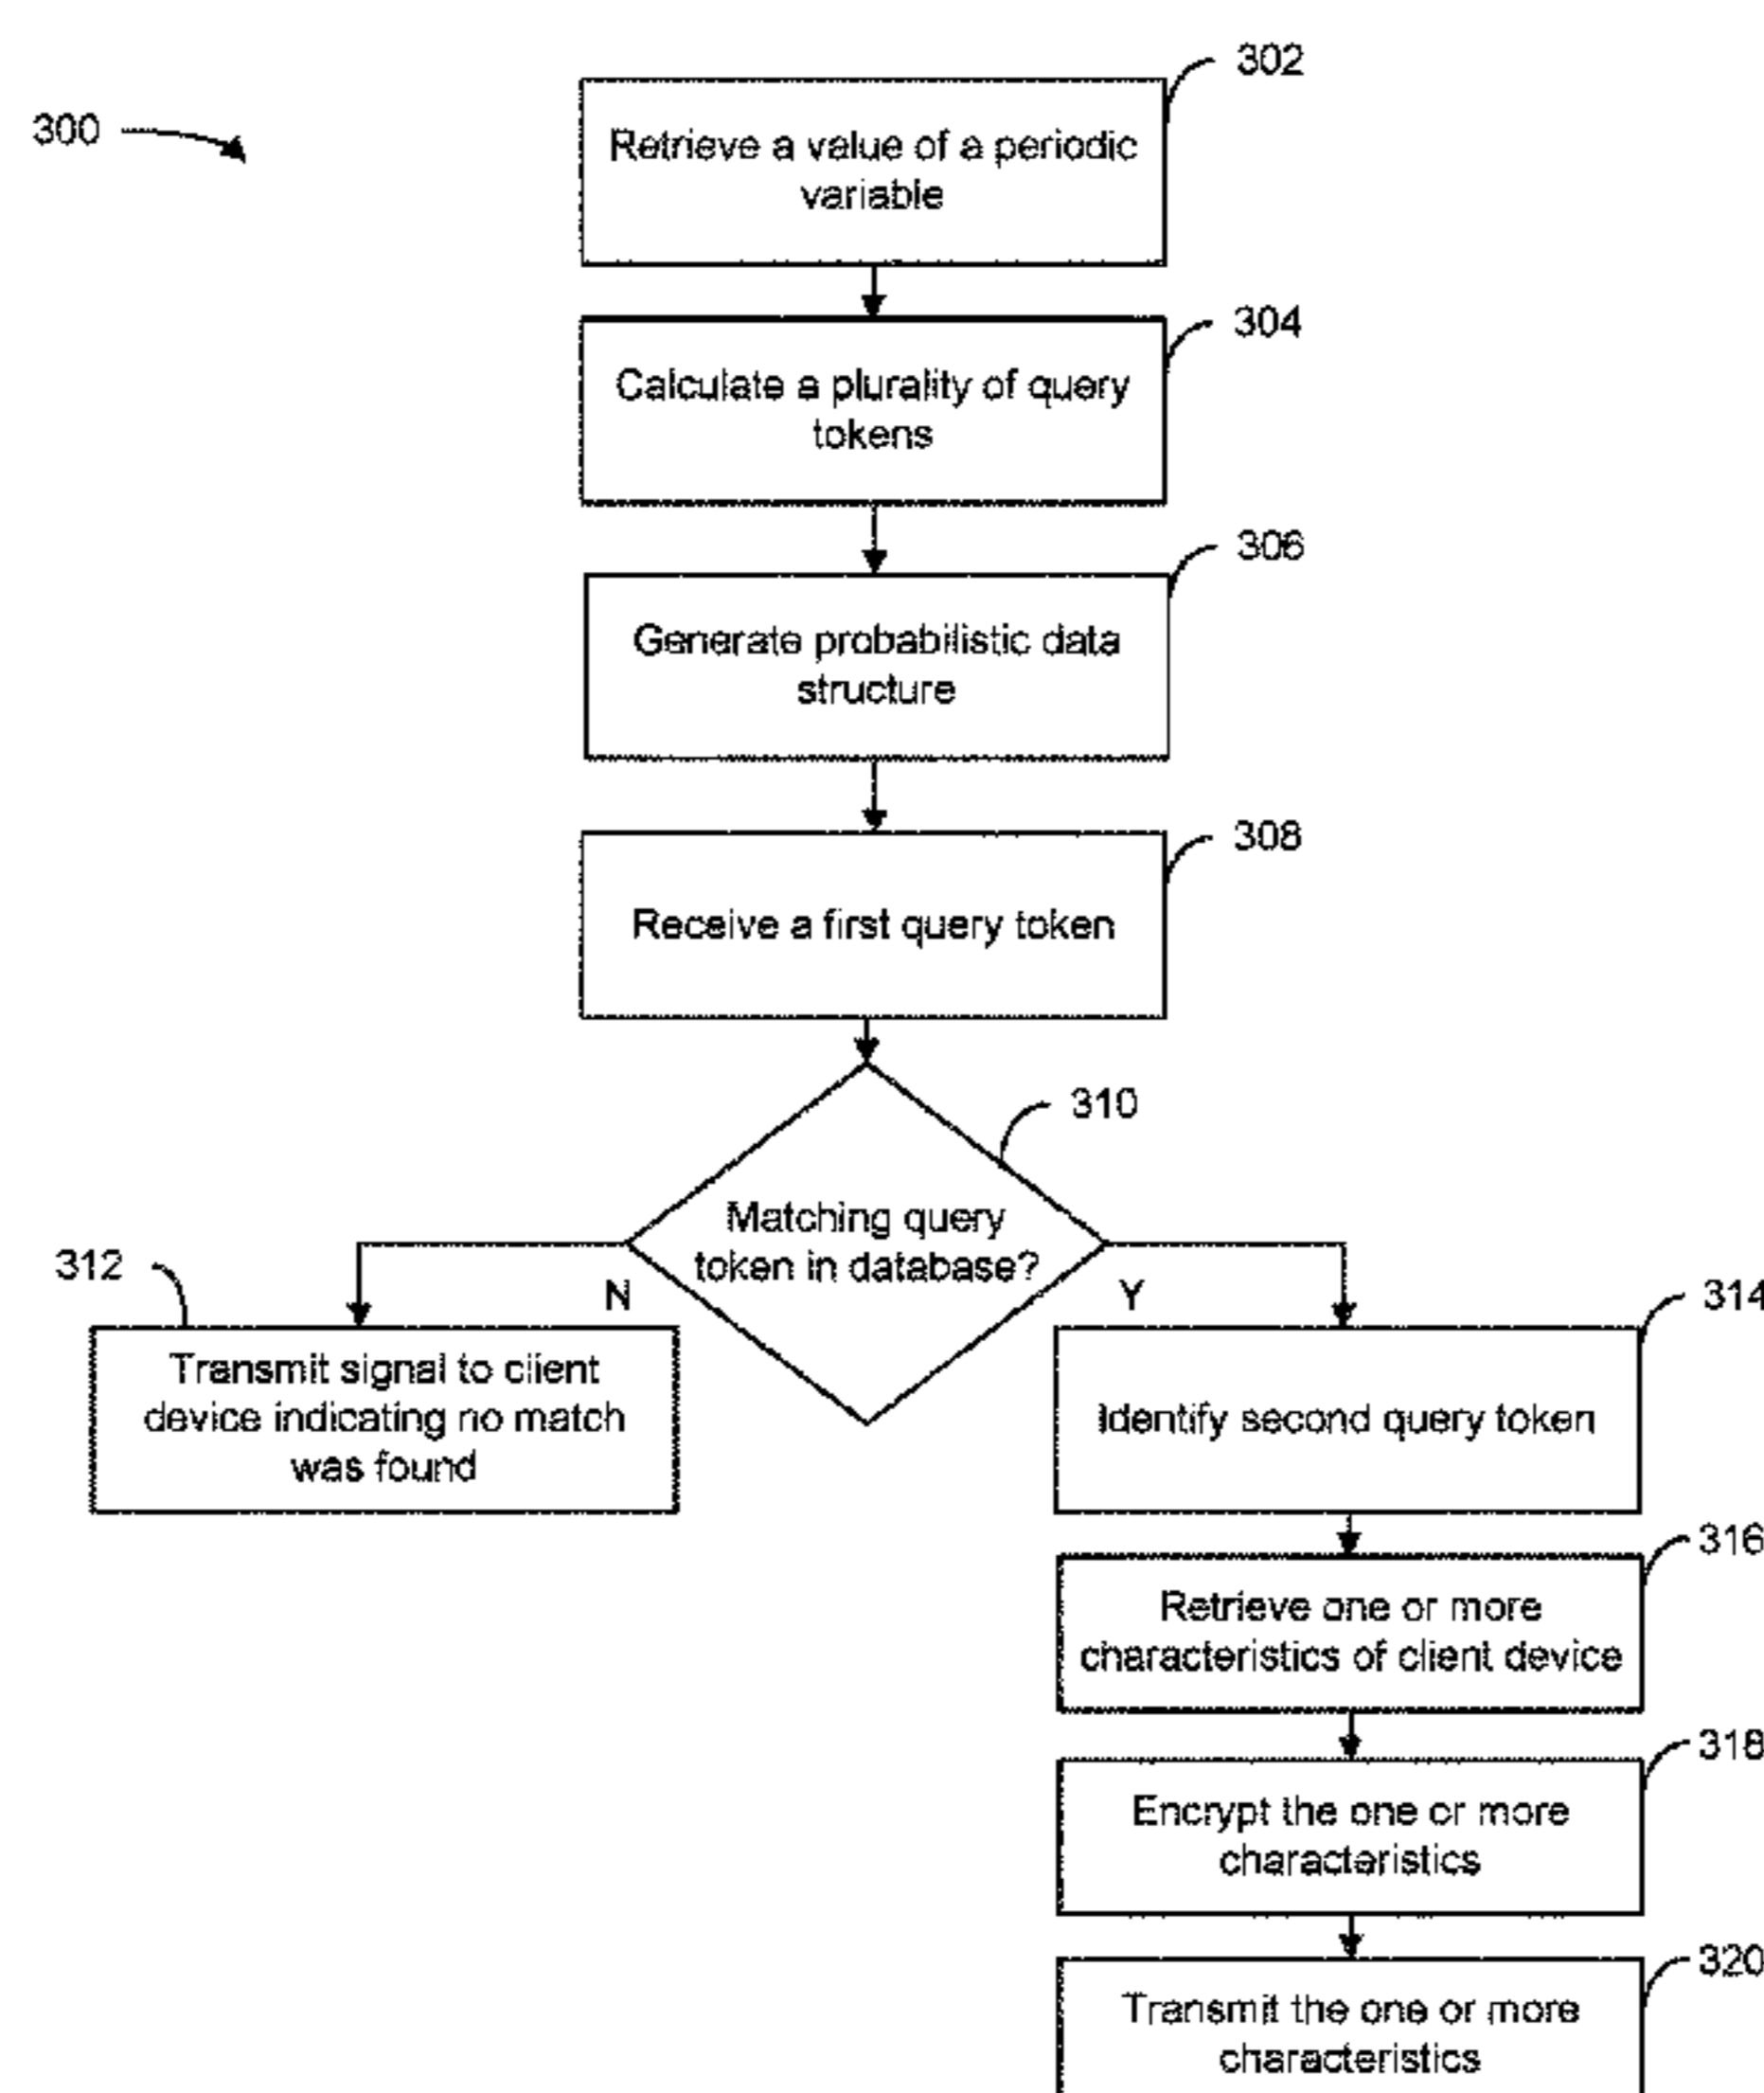 302
300
Retrieve a value of a periodic
variable
304
Calculate a plurality of query
tokens
306
Generate probabilistic data
structure
308
Receive a first query token
310
Matching query
token in database?
312
N
Y
314
Transmit signal to client
device indicating no match
was found
Identify second query token
316
Retrieve one or more
characteristics of client device
318
Encrypt the one or more
characteristics
320
Transmit the one or more
characteristics